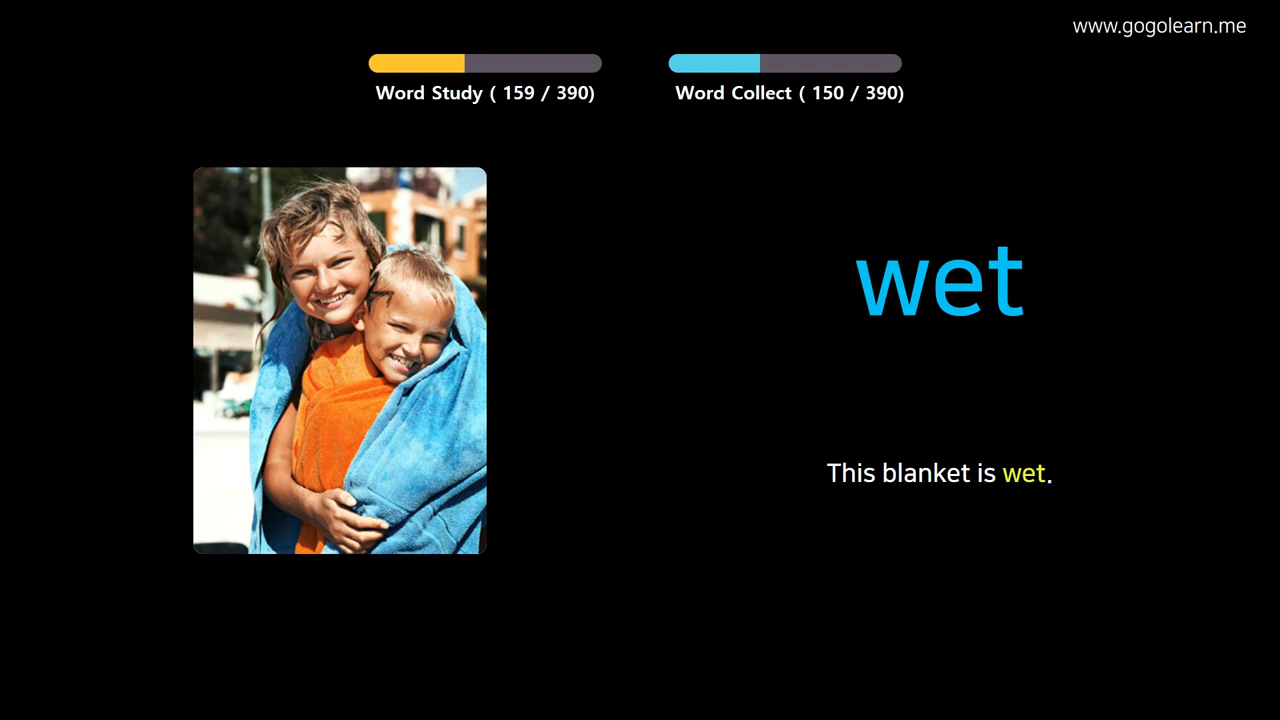 www.gogolearn.me
Word Study ( 159 / 390)
Word Collect ( 150 / 390)
wet
This blanket is wet.